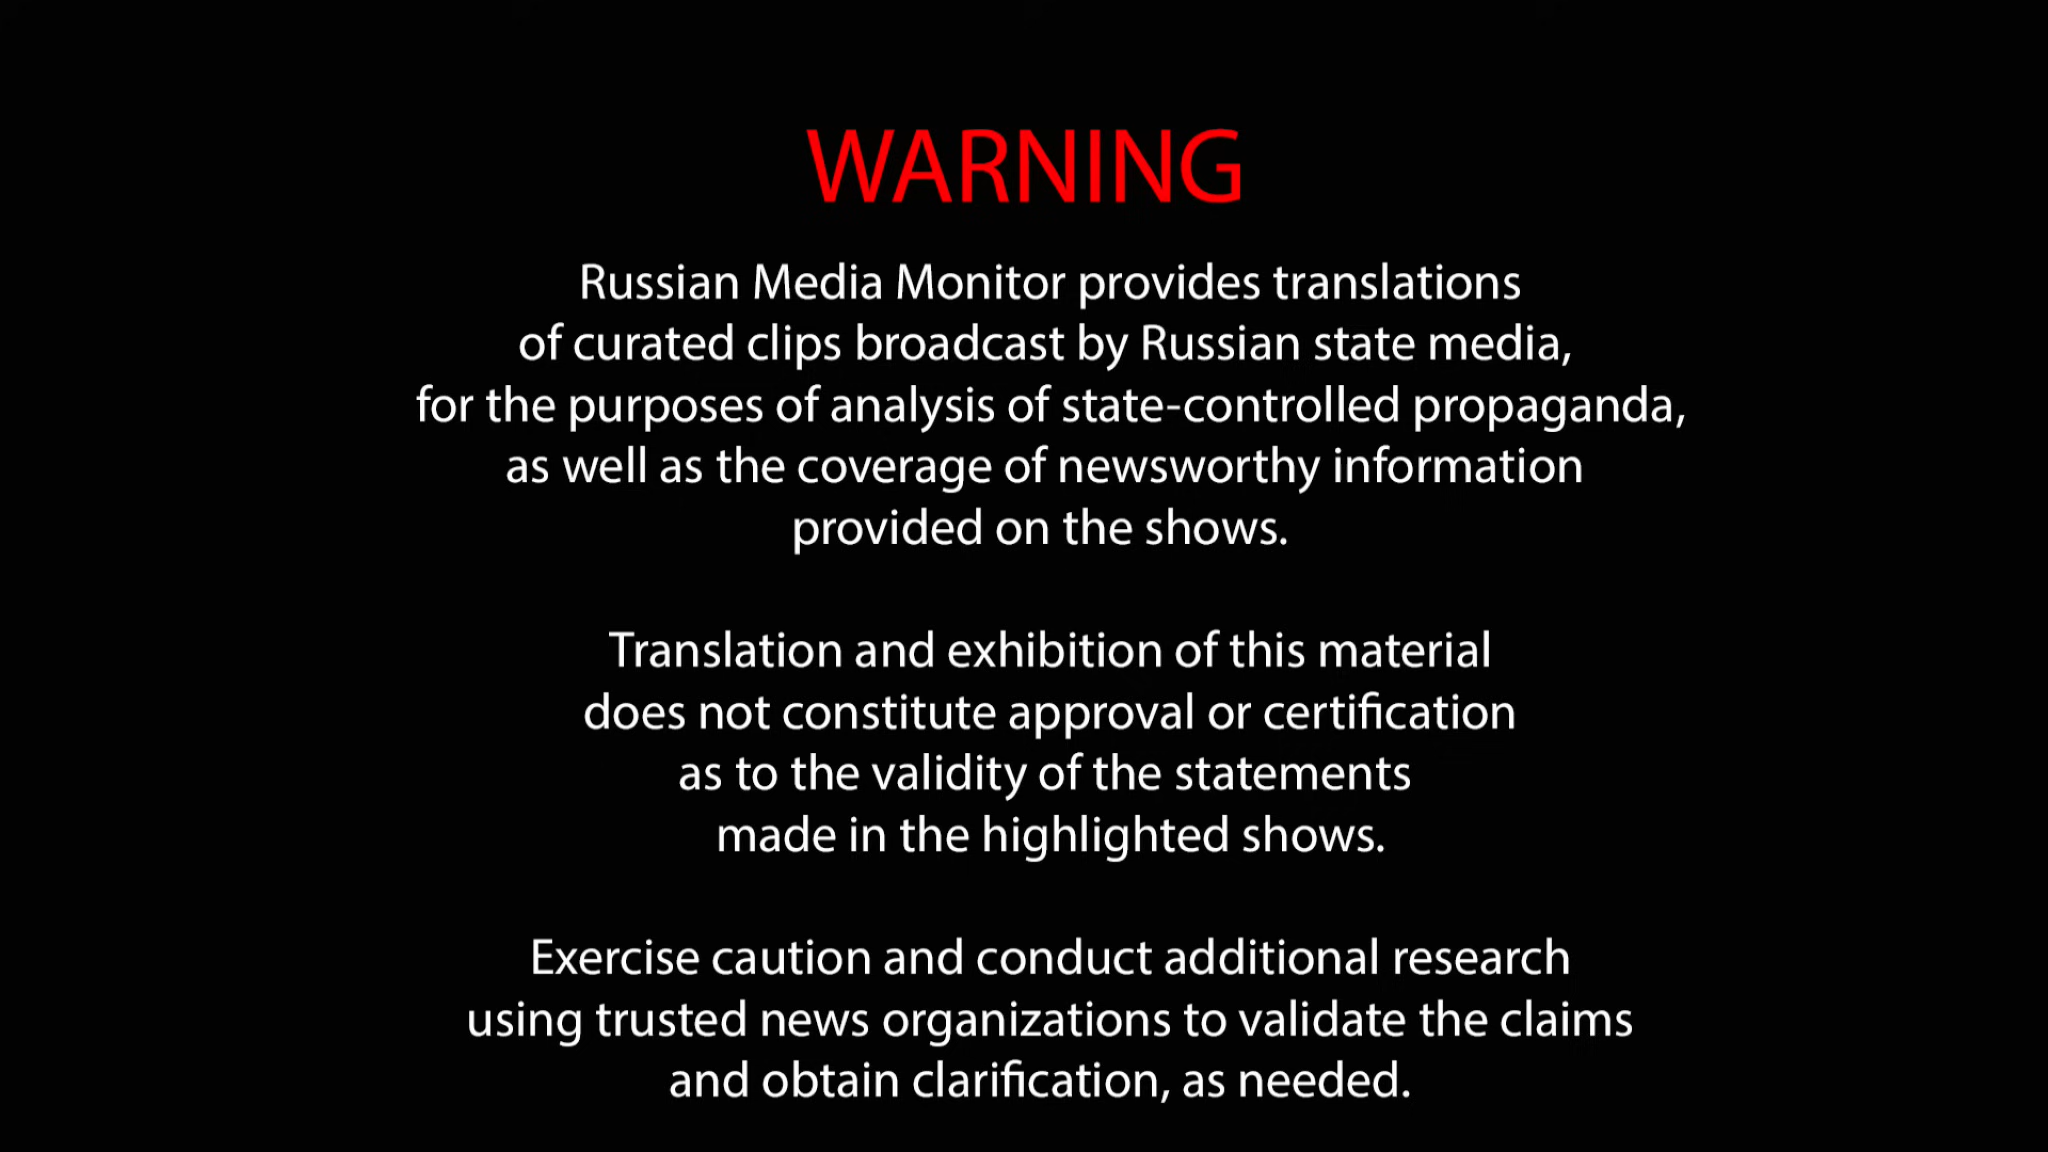 WARNING
Russian Media Monitor provides translations
of curated clips broadcast by Russian state media,
for the purposes of analysis of state-controlled propaganda,
as well as the coverage of newsworthy information
provided on the shows.
Translation and exhibition of this material
does not constitute approval or certification
as to the validity of the statements
made in the highlighted shows.
Exercise caution and conduct additional research
using trusted news organizations to validate the claims
and obtain clarification, as needed.